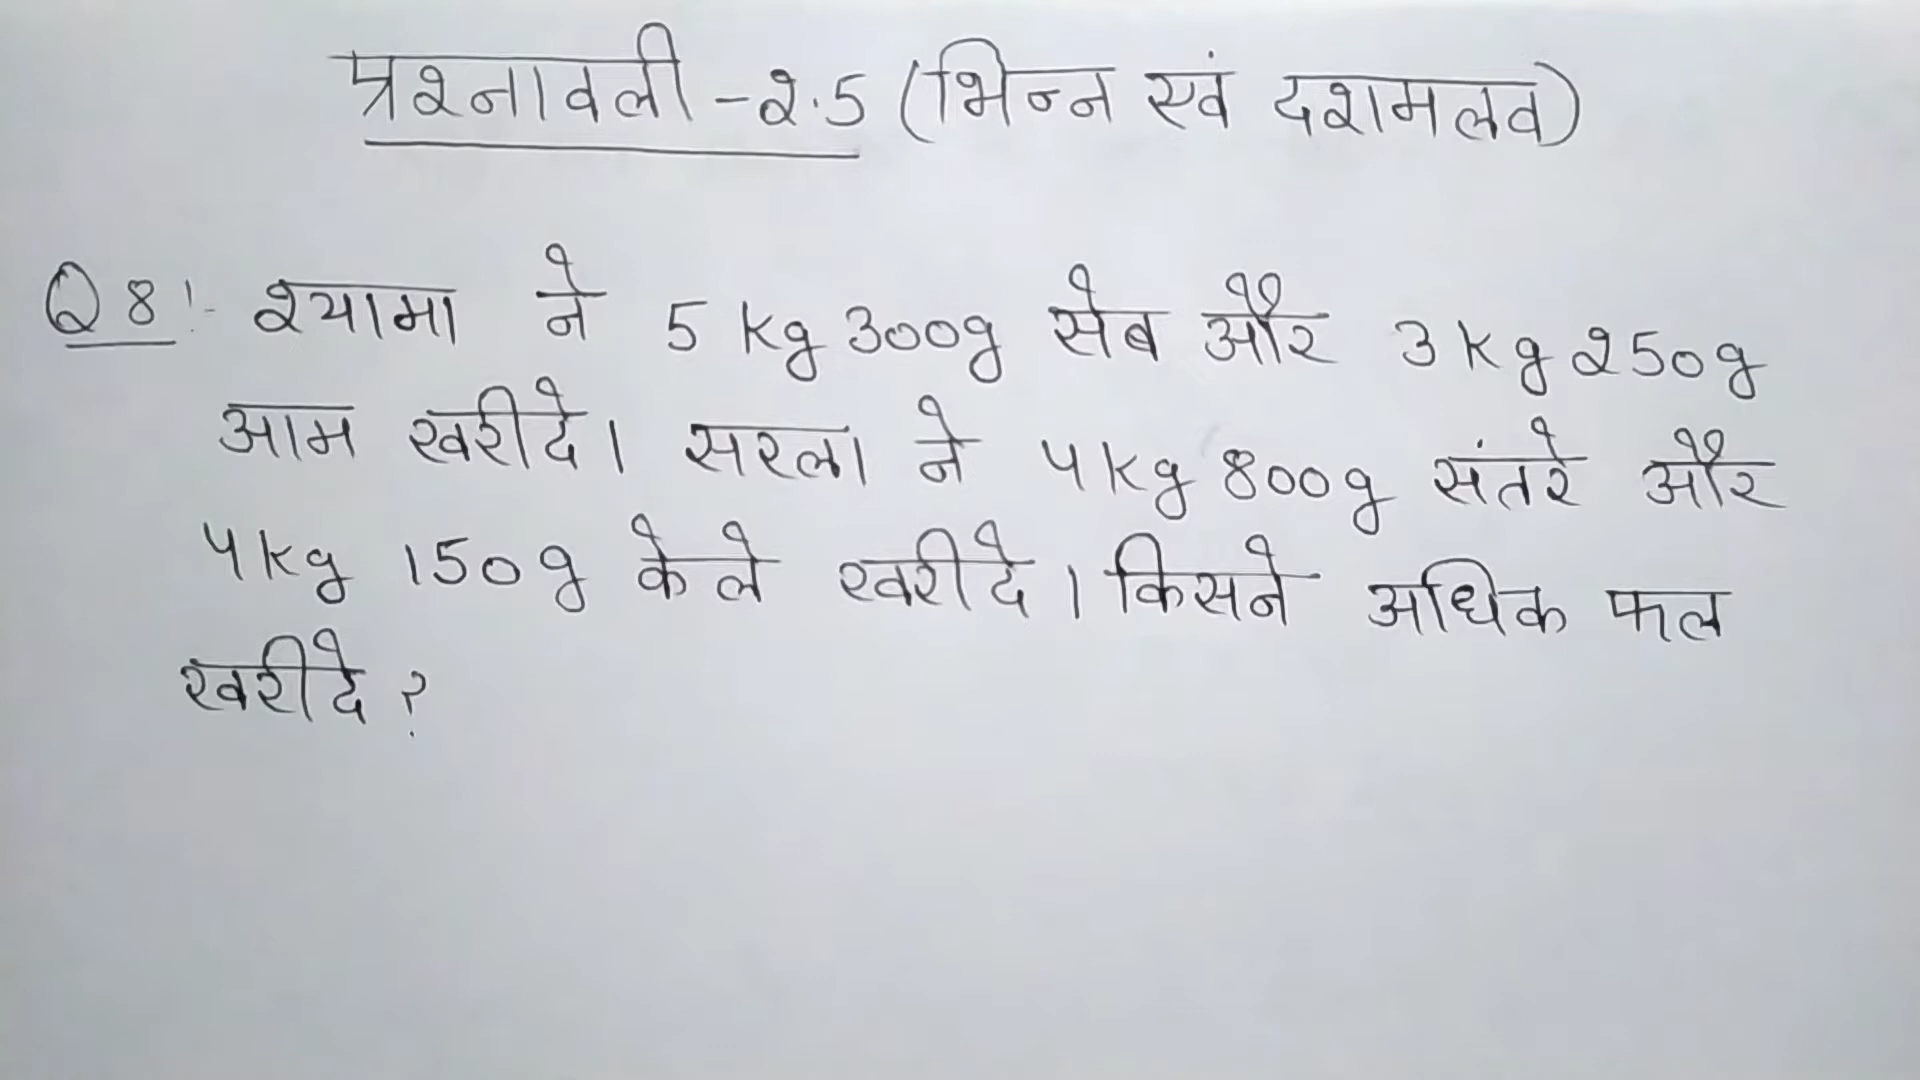 प्रश्नावली - 2.5 (भिन्न एवं दशमलव)
Q 8:- श्यामा ने 5 kg 300g सेब और 3 kg 250g
आम खरीदे। सरला ने 4 kg 800g संतरे और
4 kg 150g केले खरीदे। किसने अधिक फल
खरीदे?